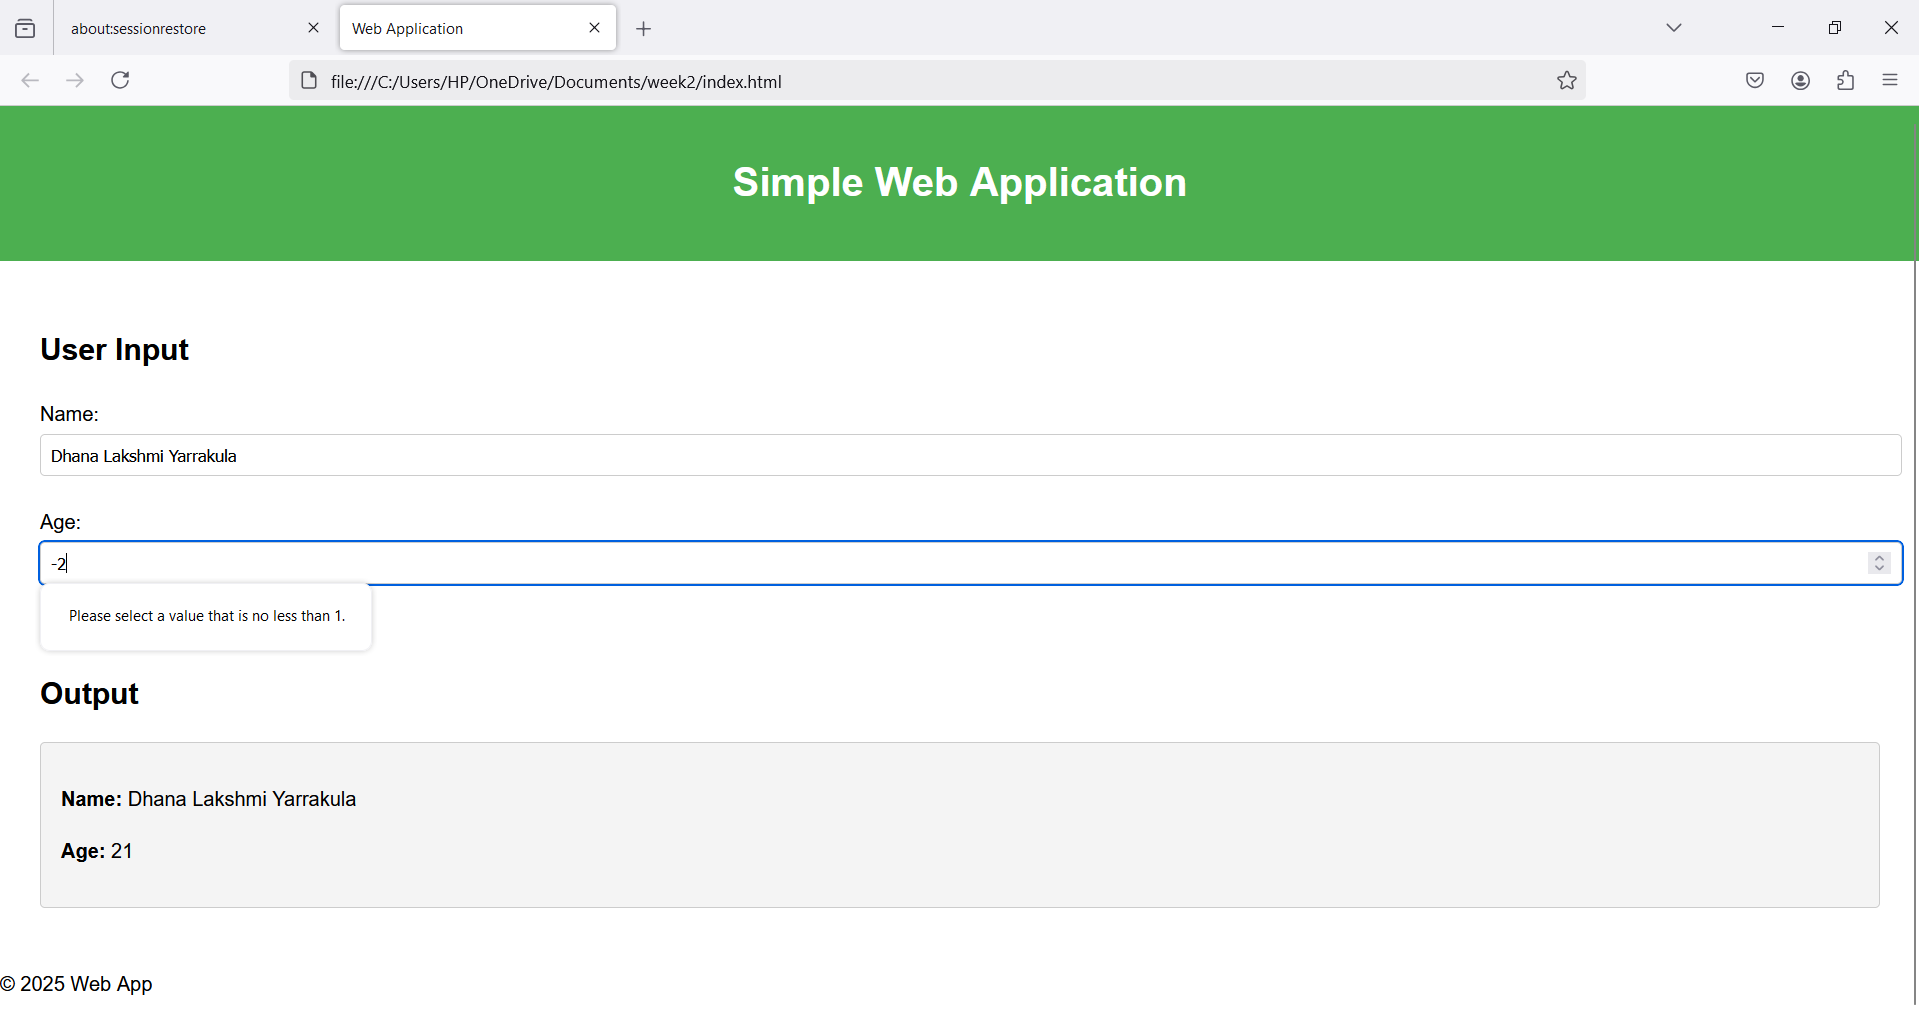 about:sessionrestore
Web Application
file:///C:/Users/HP/OneDrive/Documents/week2/index.html
Simple Web Application
User Input
Name:
Dhana Lakshmi Yarrakula
Age:
-2
Please select a value that is no less than 1.
Output
Name: Dhana Lakshmi Yarrakula
Age: 21
© 2025 Web App